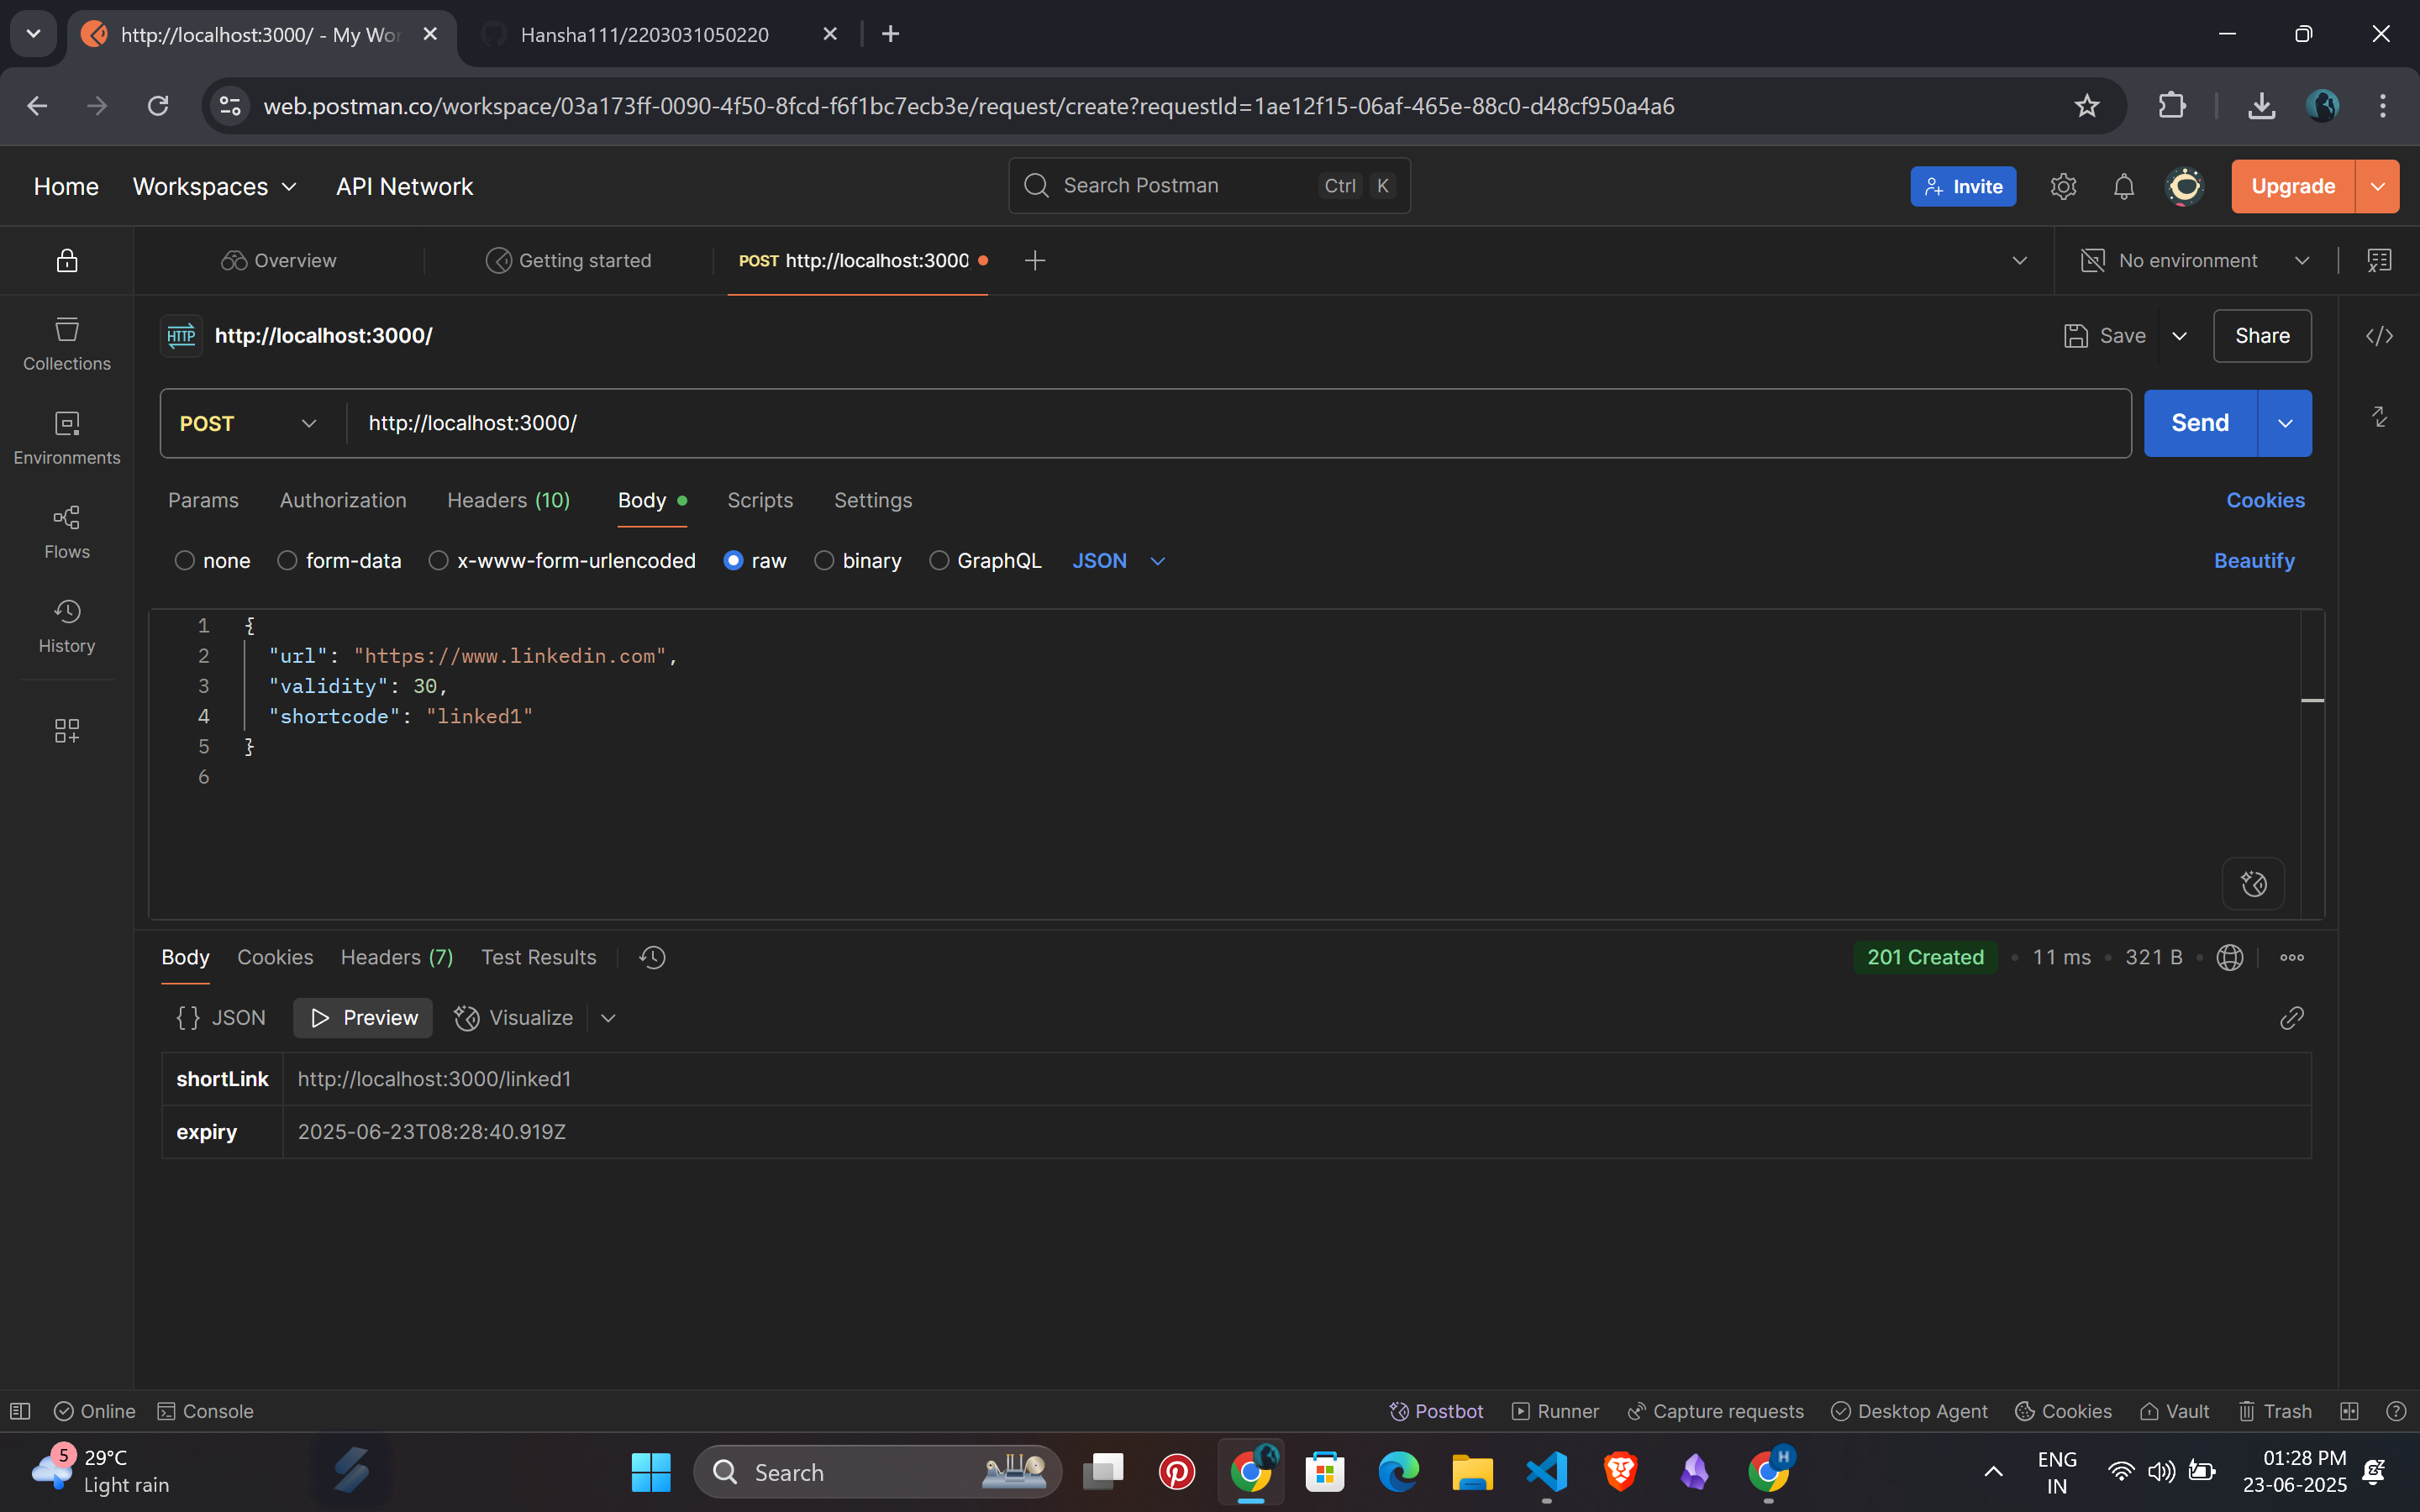 http://localhost:3000/ - My Wor
Hansha111/2203031050220
web.postman.co/workspace/03a173ff-0090-4f50-8fcd-f6f1bc7ecb3e/request/create?requestId=1ae12f15-06af-465e-88c0-d48cf950a4a6
Home Workspaces API Network Search Postman Ctrl K Invite Upgrade
Overview Getting started POST http://localhost:3000 No environment
HTTP http://localhost:3000/ Save Share
Collections
POST http://localhost:3000/ Send
Environments
Params Authorization Headers (10) Body Scripts Settings Cookies
Flows
none form-data x-www-form-urlencoded raw binary GraphQL JSON Beautify
History
1 {
2 "url": "https://www.linkedin.com",
3 "validity": 30,
4 "shortcode": "linked1"
5 }
6
Body Cookies Headers (7) Test Results 201 Created 11 ms 321 B
{} JSON Preview Visualize
shortLink http://localhost:3000/linked1
expiry 2025-06-23T08:28:40.919Z
Online Console Postbot Runner Capture requests Desktop Agent Cookies Vault Trash
5 29°C
Light rain
Search
H
ENG
IN
01:28 PM
23-06-2025